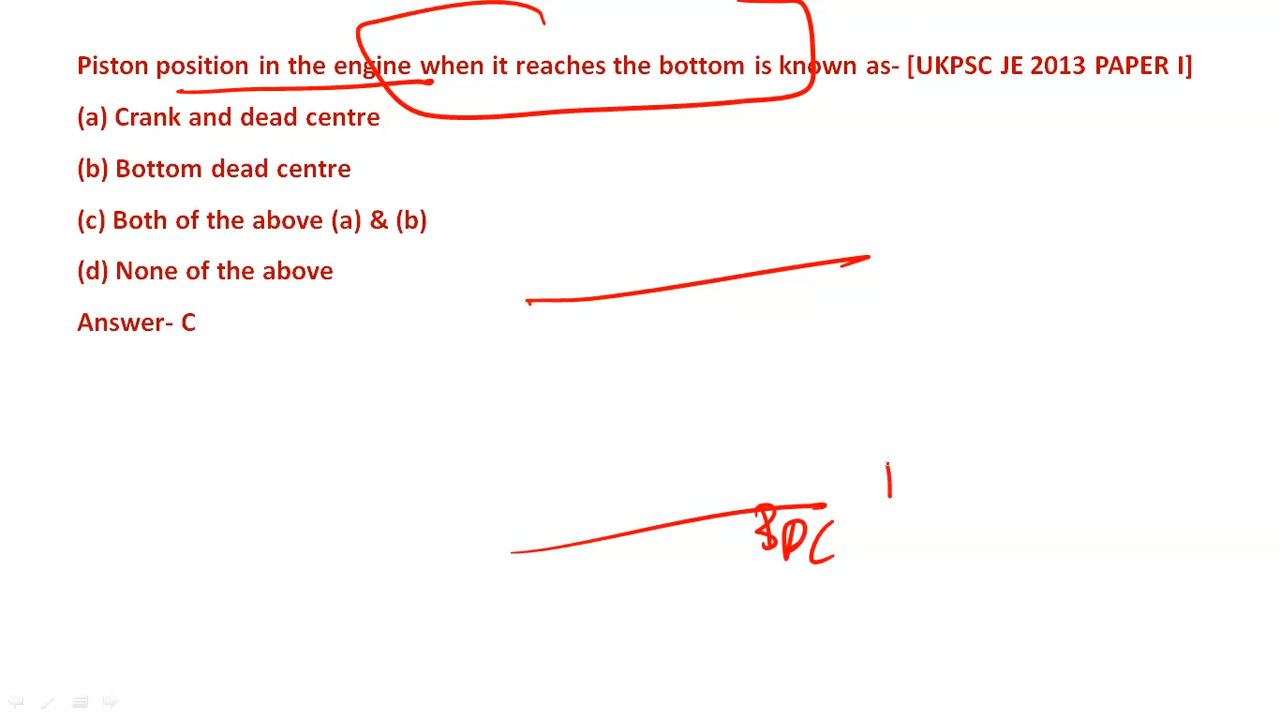 Piston position in the engine when it reaches the bottom is known as- [UKPSC JE 2013 PAPER I]
(a) Crank and dead centre
(b) Bottom dead centre
(c) Both of the above (a) & (b)
(d) None of the above
Answer- C
BDC